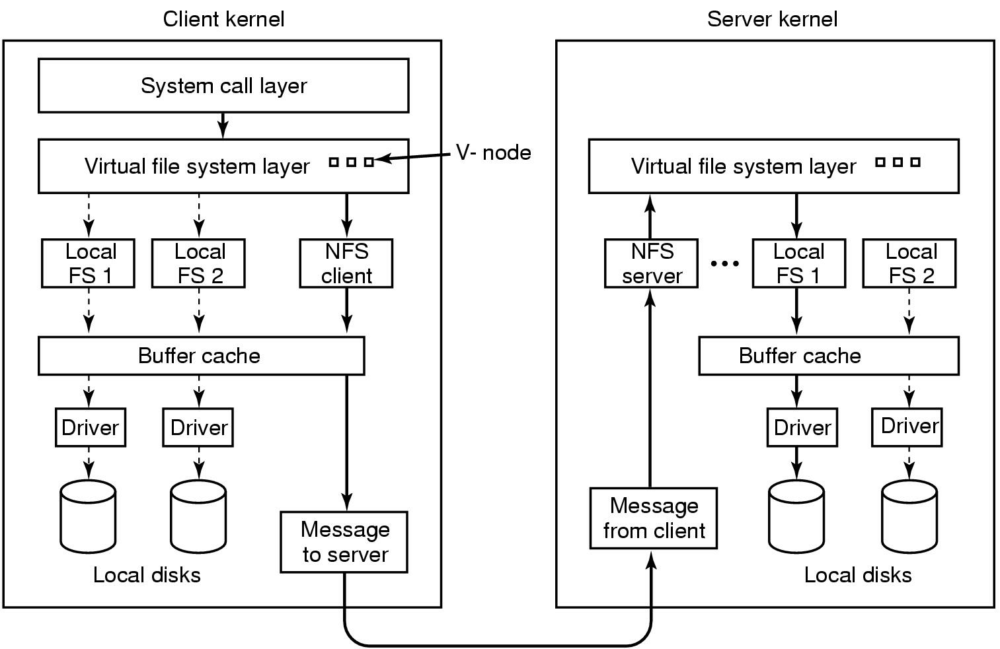 Client kernel
Server kernel
System call layer
Virtual file system layer
V- node
Virtual file system layer
Local
FS 1
Local
FS 2
NFS
client
NFS
server
Local
FS 1
Local
FS 2
Buffer cache
Buffer cache
Driver
Driver
Driver
Driver
Message
to server
Message
from client
Local disks
Local disks